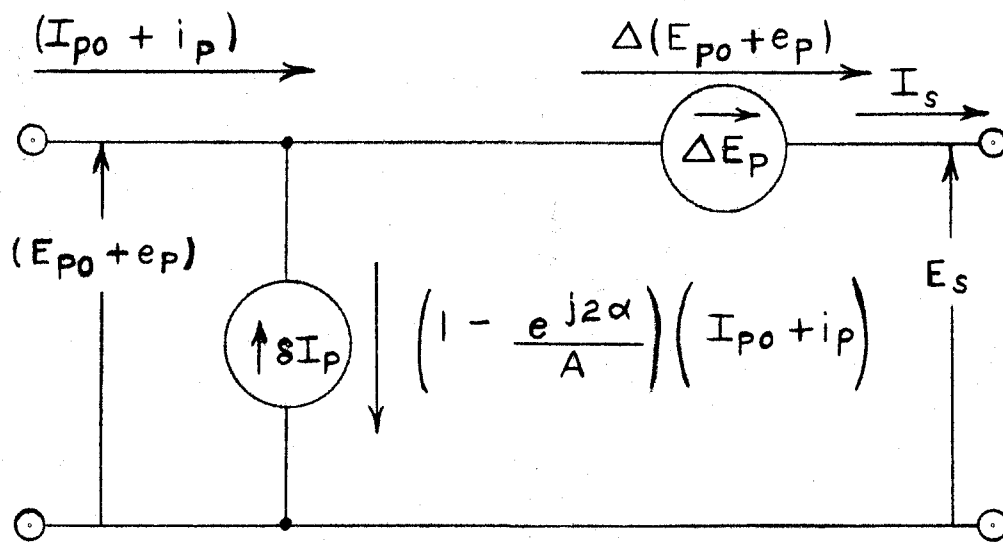 (I_po + i_p)
Δ(E_po + e_p)
I_s
ΔE_p
(E_po + e_p)
E_s
δI_p
(1 - e^{j2α}/A)(I_po + i_p)